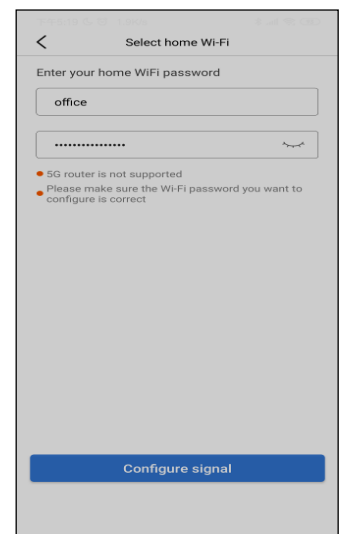 Select home Wi-Fi
Enter your home WiFi password
office
••••••••••••••••
5G router is not supported
Please make sure the Wi-Fi password you want to
configure is correct
Configure signal